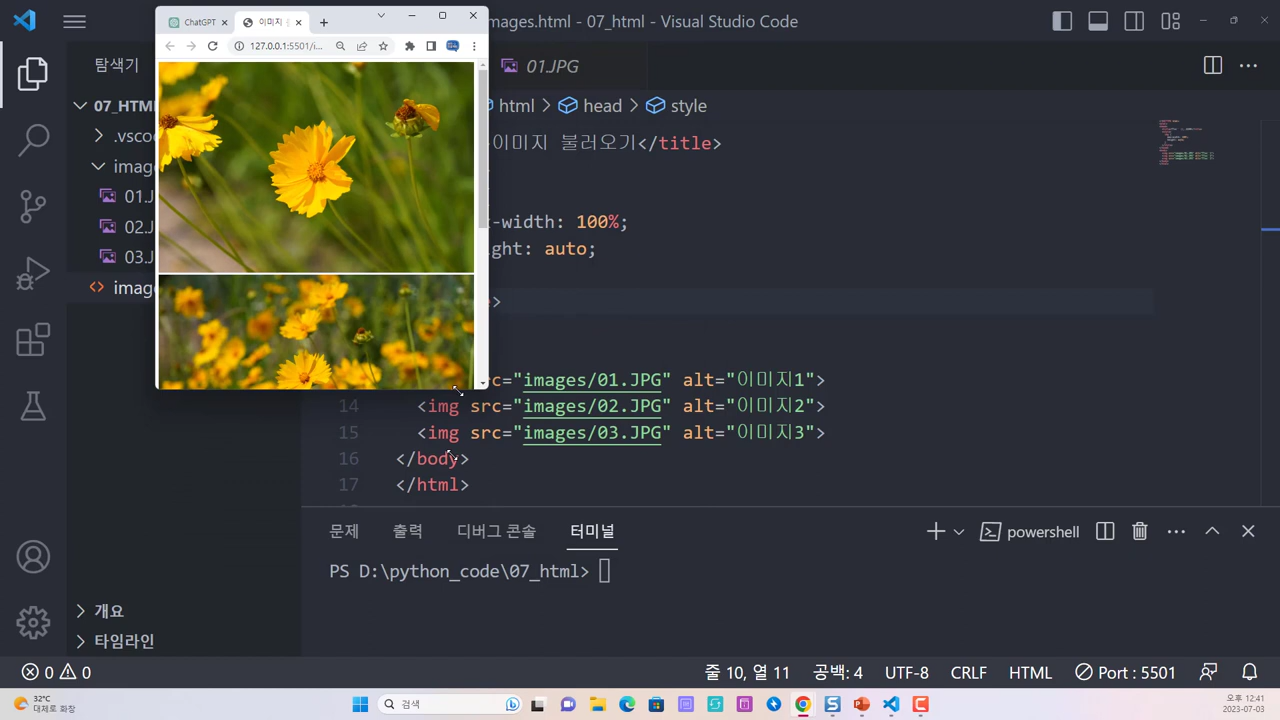 ChatGPT
이미지
127.0.0.1:5501/i...
images.html - 07_html - Visual Studio Code
탐색기
01.JPG
07_HTM
html
head
style
.vsco
이미지 불러오기</title>
imag
01.J
02.J
-width: 100%;
03.J
ght: auto;
imag
>
src="images/01.JPG" alt="이미지1">
14 <img src="images/02.JPG" alt="이미지2">
15 <img src="images/03.JPG" alt="이미지3">
16 </body>
17 </html>
문제 출력 디버그 콘솔 터미널
powershell
PS D:\python_code\07_html>
개요
타임라인
0 0
줄 10, 열 11 공백: 4 UTF-8 CRLF HTML Port : 5501
32°C
대체로 화창
검색
오후 12:41
2023-07-03